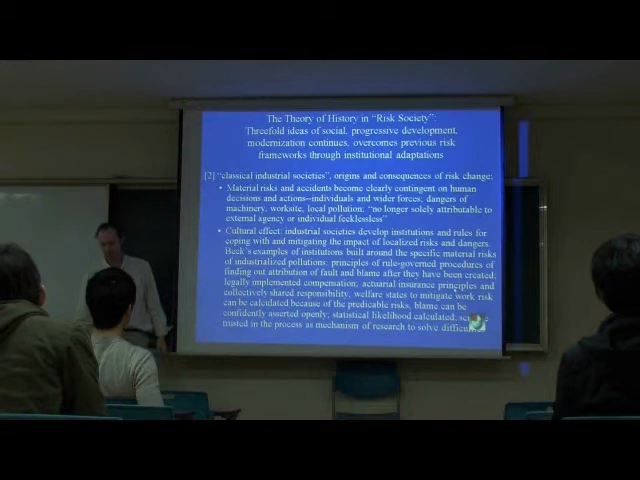 The Theory of History in "Risk Society":
Threefold ideas of social, progressive development,
modernization continues, overcomes previous risk
frameworks through institutional adaptations
[2] "classical industrial societies", origins and consequences of risk change:
• Material risks and accidents become clearly contingent on human
decisions and actions--individuals and wider forces; dangers of
machinery, worksite, local pollution: "no longer solely attributable to
external agency or individual fecklessness"
• Cultural effect: industrial societies develop institutions and rules for
coping with and mitigating the impact of localized risks and dangers.
Beck's examples of institutions built around the specific material risks
of industrialized pollutions; principles of rule-governed procedures of
finding out attribution of fault and blame after they have been created;
legally implemented compensation; actuarial insurance principles and
collectively shared responsibility, welfare states to mitigate work risk
can be calculated because of the predicable risks, blame can be
confidently asserted openly; statistical likelihood calculated;
trusted in the process as mechanism of research to solve